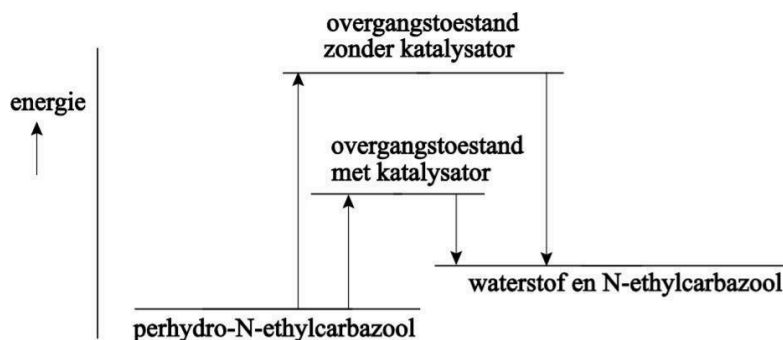 overgangstoestand
zonder katalysator
energie
overgangstoestand
met katalysator
waterstof en N-ethylcarbazool
perhydro-N-ethylcarbazool